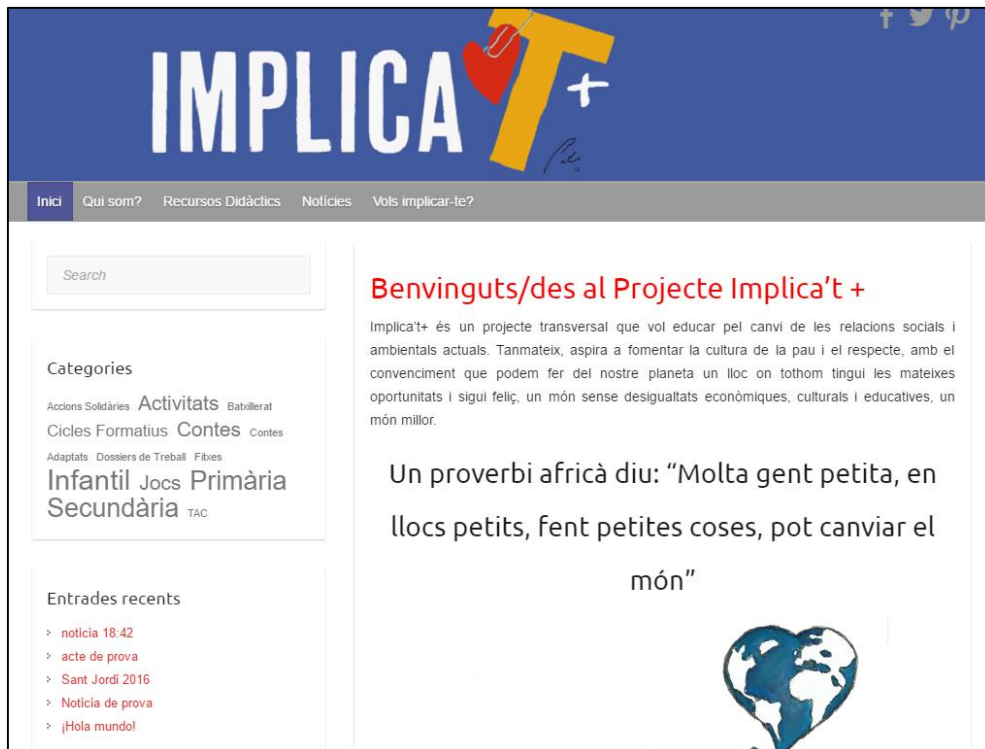 IMPLICA'T+
Inici Qui som? Recursos Didàctics Notícies Vols implicar-te?
Search
Categories
Accions Solidàries Activitats Batxillerat
Cicles Formatius Contes Contes
Adaptats Dossiers de Treball Fitxes
Infantil Jocs Primària
Secundària TAC
Entrades recents
noticia 18:42
acte de prova
Sant Jordi 2016
Noticia de prova
¡Hola mundo!
Benvinguts/des al Projecte Implica’t +
Implica't+ és un projecte transversal que vol educar pel canvi de les relacions socials i
ambientals actuals. Tanmateix, aspira a fomentar la cultura de la pau i el respecte, amb el
convenciment que podem fer del nostre planeta un lloc on tothom tingui les mateixes
oportunitats i sigui feliç, un món sense desigualtats econòmiques, culturals i educatives, un
món millor.
Un proverbi africà diu: “Molta gent petita, en
llocs petits, fent petites coses, pot canviar el
món”